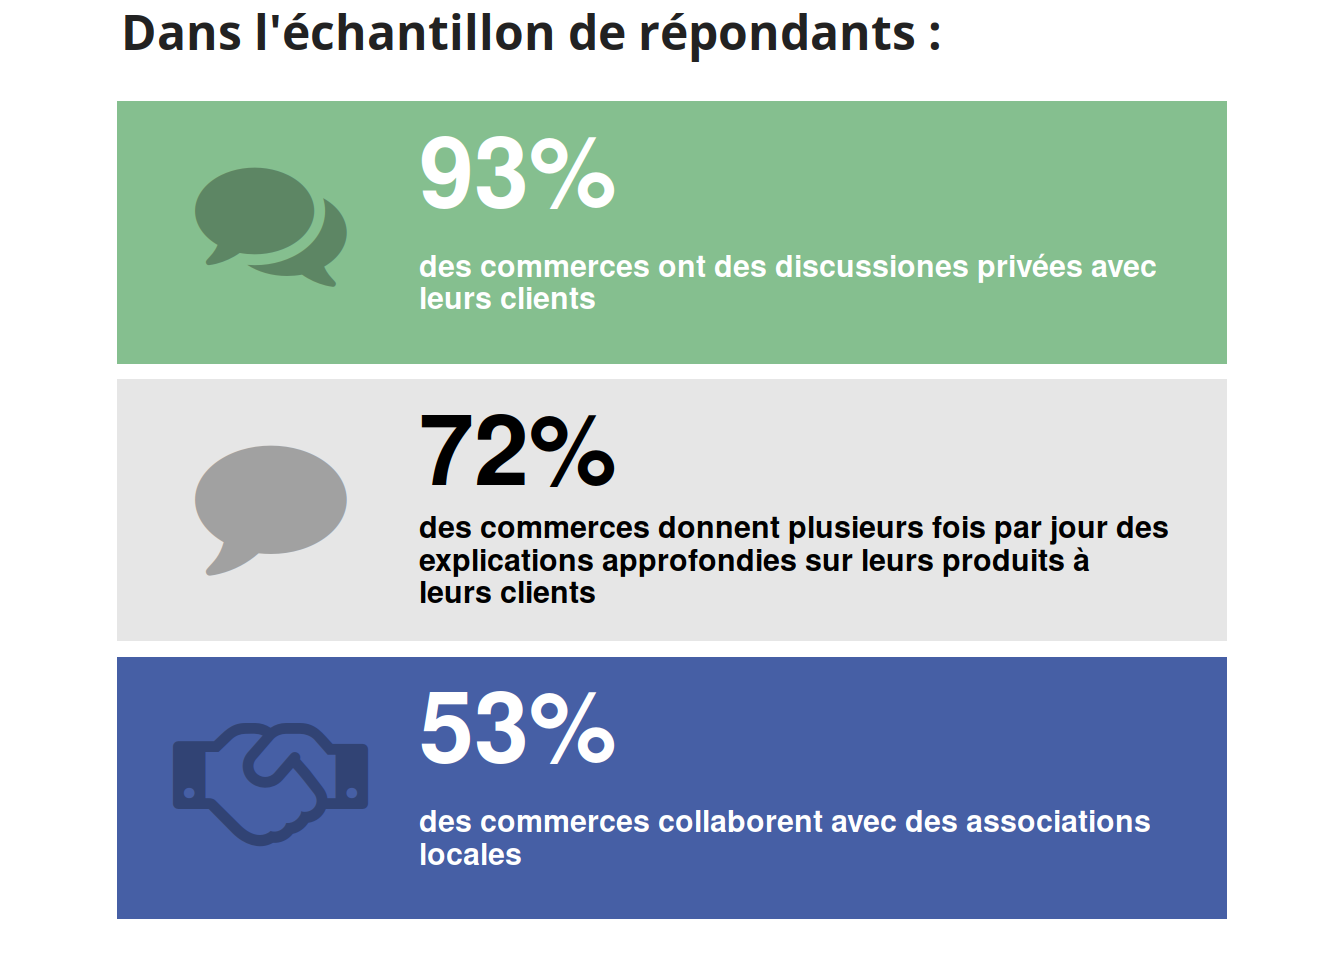 Dans l'échantillon de répondants :
93%
des commerces ont des discussiones privées avec
leurs clients
72%
des commerces donnent plusieurs fois par jour des
explications approfondies sur leurs produits à
leurs clients
53%
des commerces collaborent avec des associations
locales